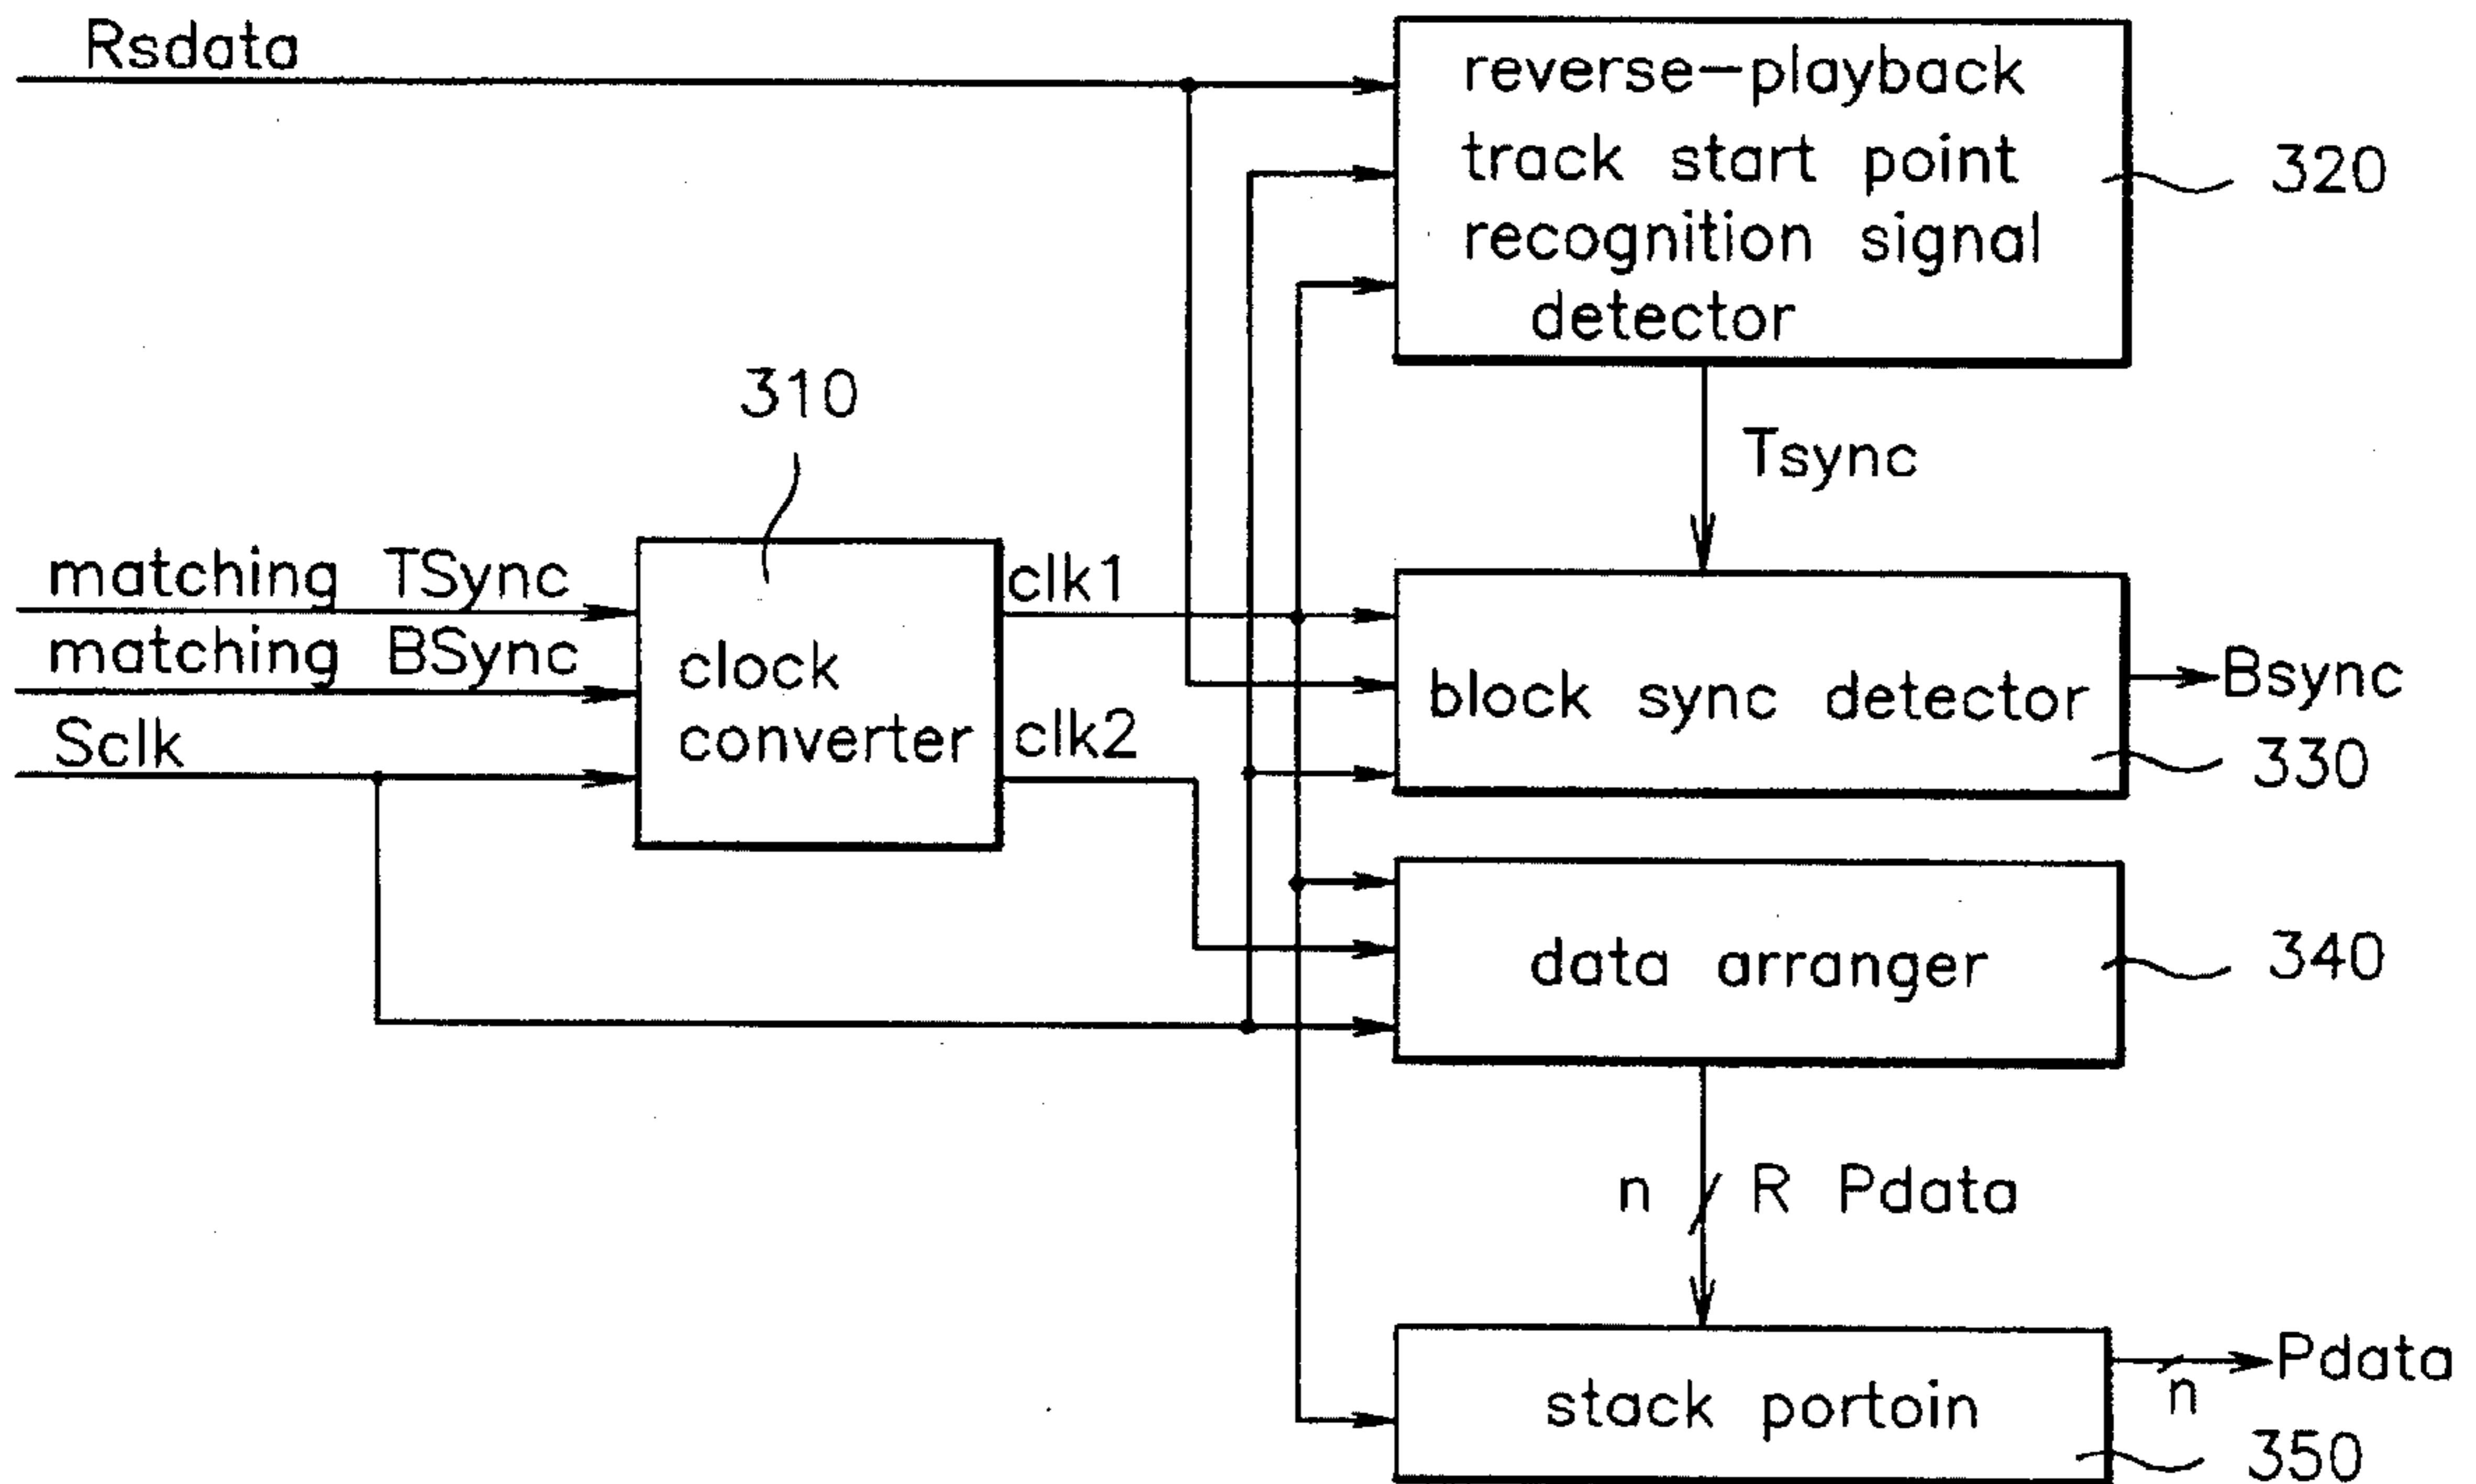 Rsdata
reverse-playback
track start point
recognition signal
detector
320
310
Tsync
matching TSync
matching BSync
Sclk
clock
converter
clk1
clk2
block sync detector
Bsync
330
data arranger
340
n R Pdata
stack portoin
Pdata
n
350